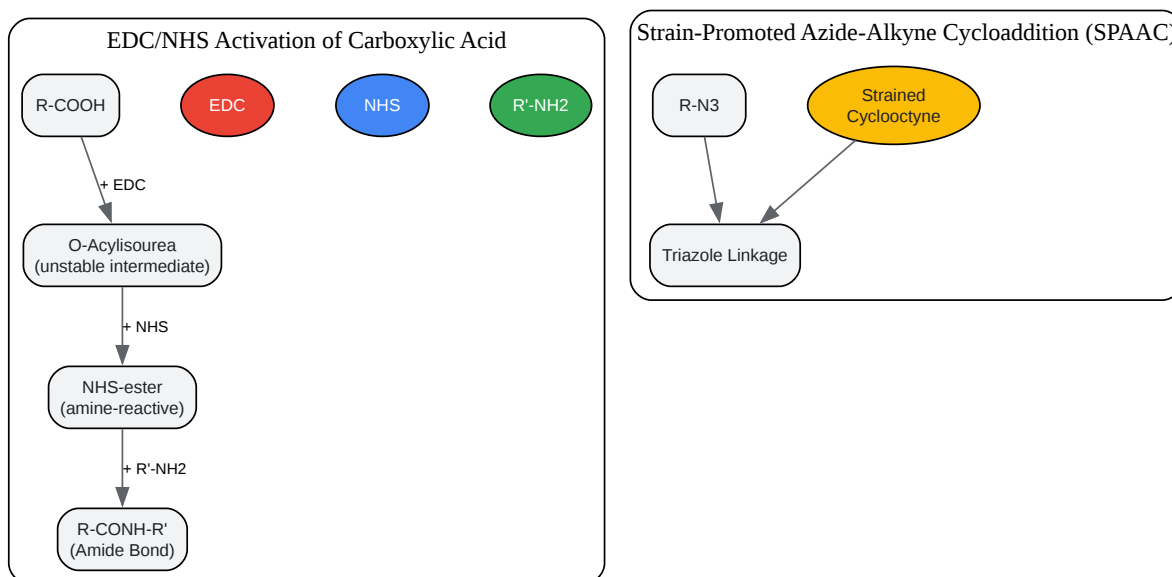 EDC/NHS Activation of Carboxylic Acid
R-COOH
EDC
NHS
R'-NH2
+ EDC
O-Acylisourea
(unstable intermediate)
+ NHS
NHS-ester
(amine-reactive)
+ R'-NH2
R-CONH-R'
(Amide Bond)
Strain-Promoted Azide-Alkyne Cycloaddition (SPAAC)
R-N3
Strained
Cyclooctyne
Triazole Linkage